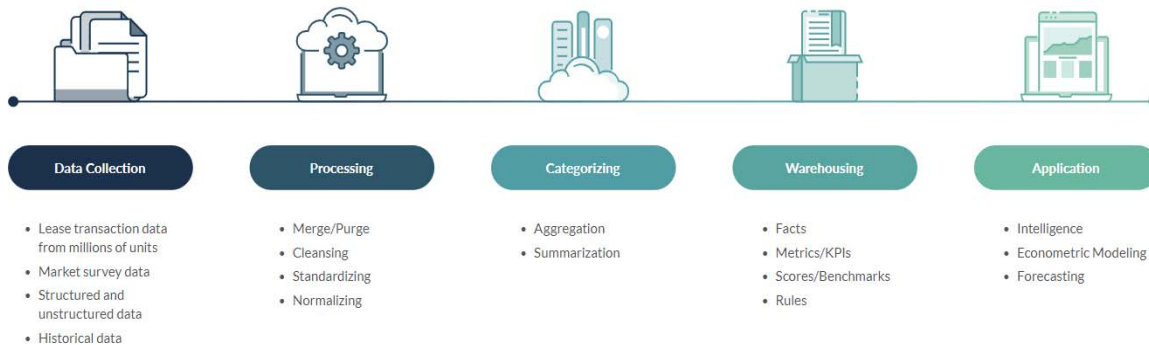 Data Collection
• Lease transaction data
from millions of units
• Market survey data
• Structured and
unstructured data
• Historical data
Processing
• Merge/Purge
• Cleansing
• Standardizing
• Normalizing
Categorizing
• Aggregation
• Summarization
Warehousing
• Facts
• Metrics/KPIs
• Scores/Benchmarks
• Rules
Application
• Intelligence
• Econometric Modeling
• Forecasting